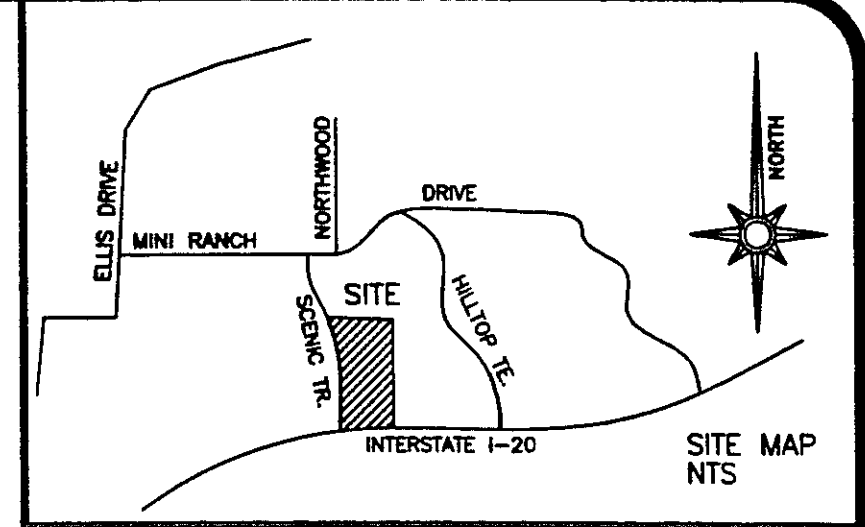 ELLIS DRIVE
MINI RANCH
NORTHWOOD
DRIVE
NORTH
SCENIC TR.
SITE
HILLTOP TE.
INTERSTATE I-20
SITE MAP
NTS